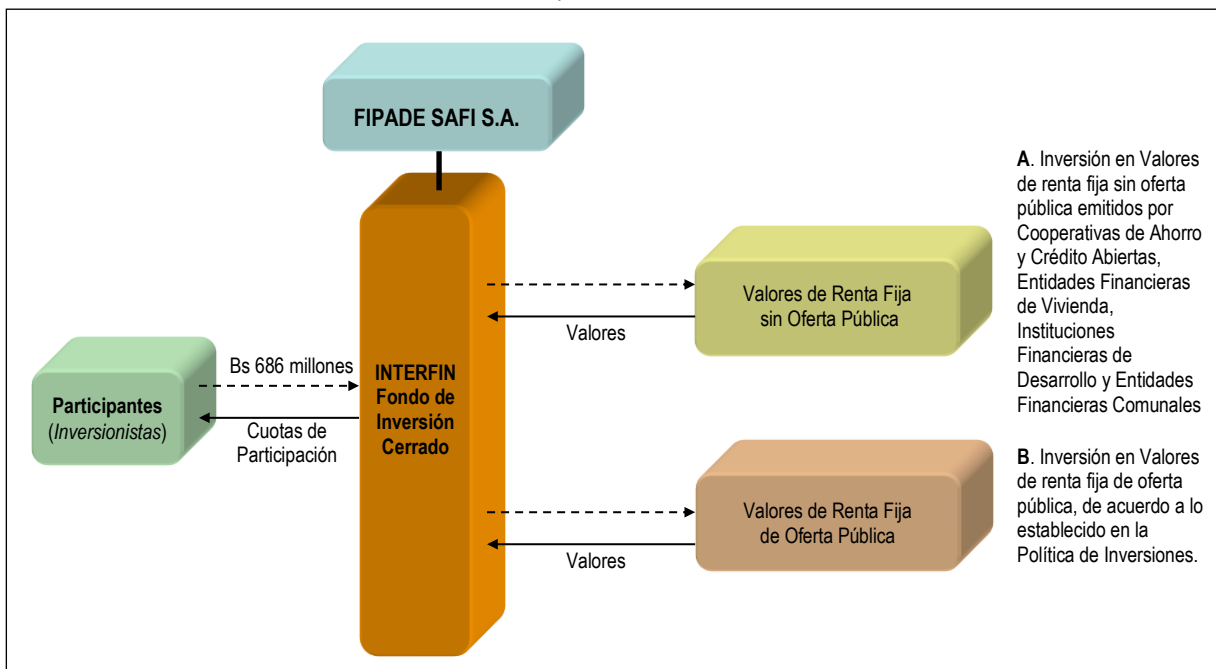 FIPADE SAFI S.A.
Participantes
(Inversionistas)
Bs 686 millones
Cuotas de
Participación
INTERFIN
Fondo de
Inversión
Cerrado
Valores
Valores de Renta Fija
sin Oferta Pública
Valores
Valores de Renta Fija
de Oferta Pública
A. Inversión en Valores
de renta fija sin oferta
pública emitidos por
Cooperativas de Ahorro
y Crédito Abiertas,
Entidades Financieras
de Vivienda,
Instituciones
Financieras de
Desarrollo y Entidades
Financieras Comunales
B. Inversión en Valores
de renta fija de oferta
pública, de acuerdo a lo
establecido en la
Política de Inversiones.